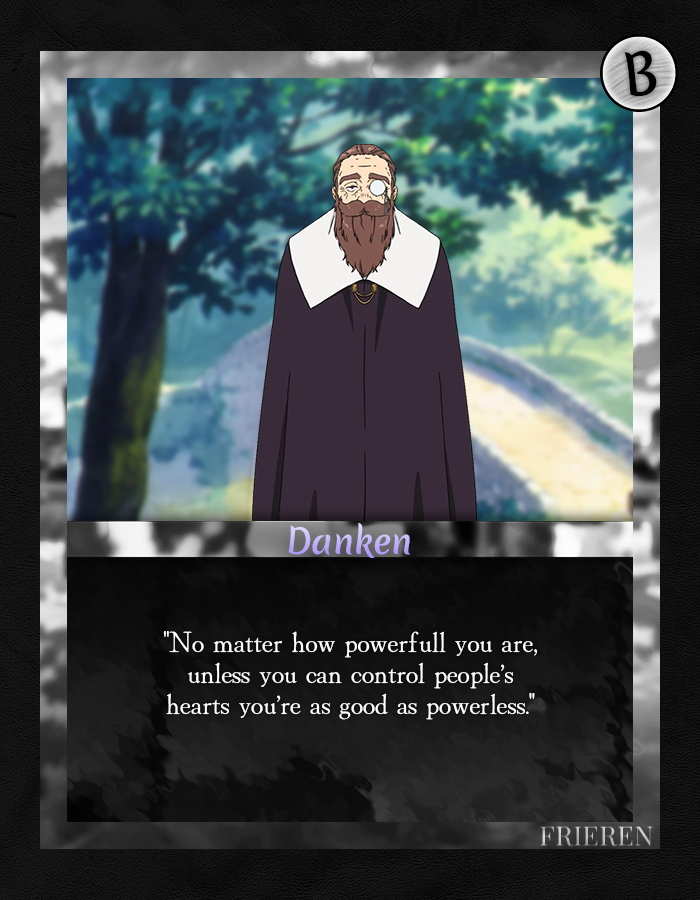 B
Danken
"No matter how powerfull you are,
unless you can control people's
hearts you're as good as powerless."
FRIEREN